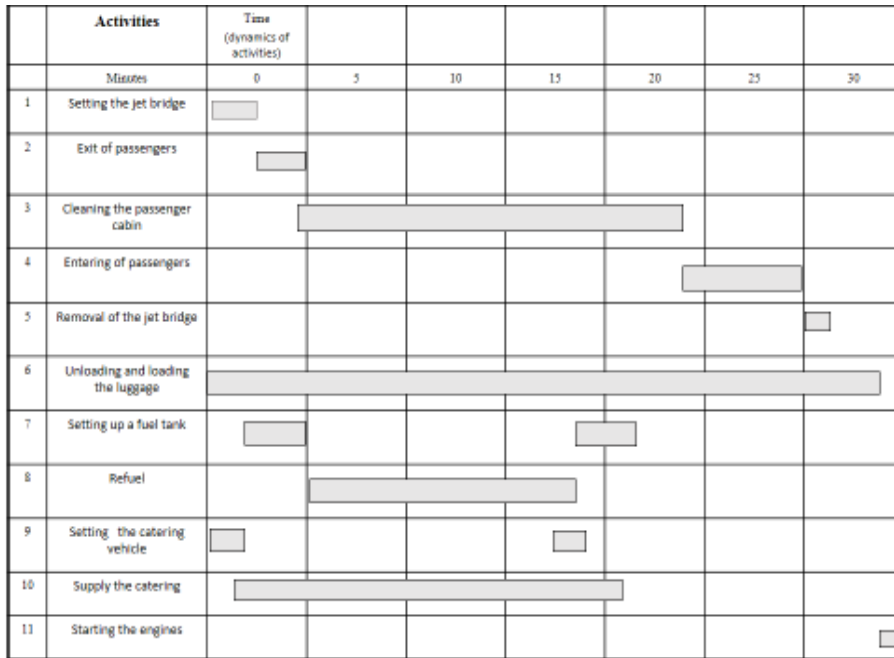 Activities
Time
(dynamics of
activities)
Minutes 0 5 10 15 20 25 30
1 Setting the jet bridge
2 Exit of passengers
3 Cleaning the passenger
cabin
4 Entering of passengers
5 Removal of the jet bridge
6 Unloading and loading
the luggage
7 Setting up a fuel tank
8 Refuel
9 Setting the catering
vehicle
10 Supply the catering
11 Starting the engines